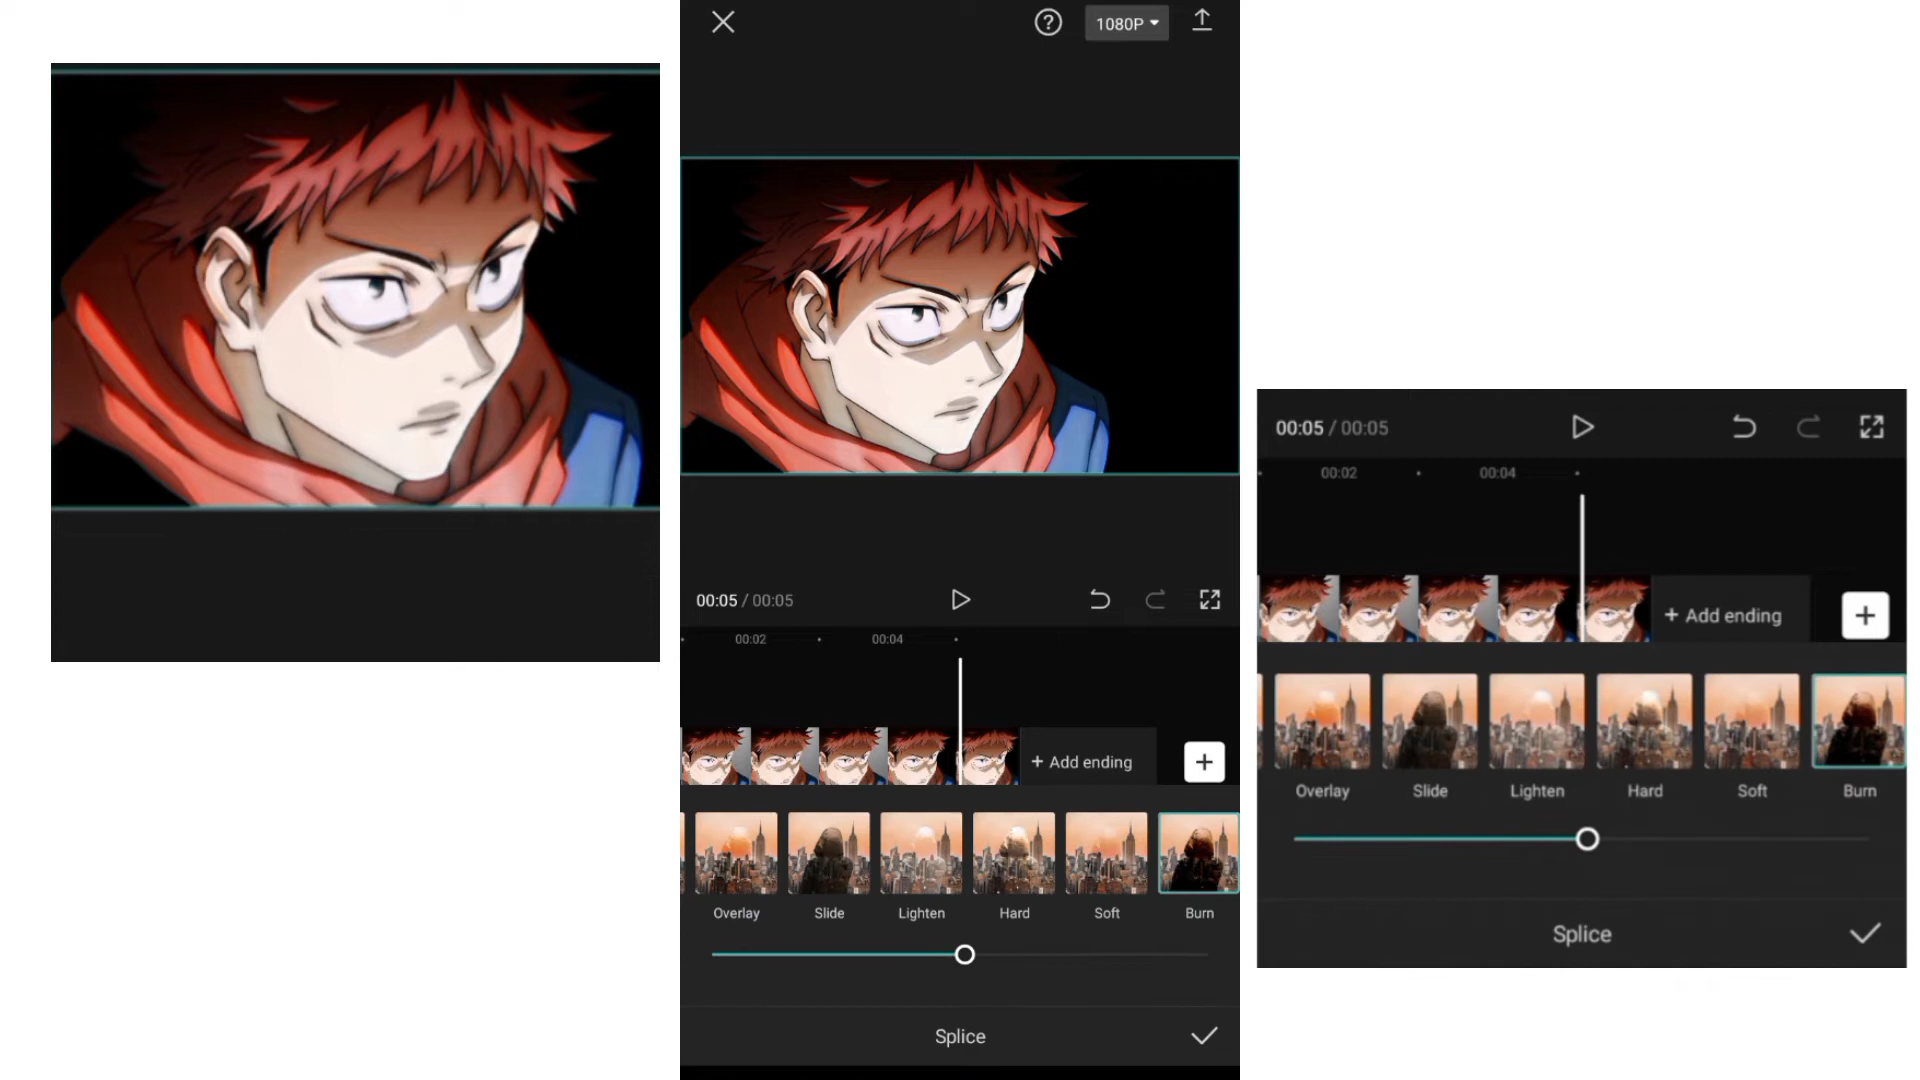 1080P
00:05 / 00:05
00:02 00:04
+ Add ending
Overlay Slide Lighten Hard Soft Burn
Splice
00:05 / 00:05
00:02 00:04
+ Add ending
Overlay Slide Lighten Hard Soft Burn
Splice